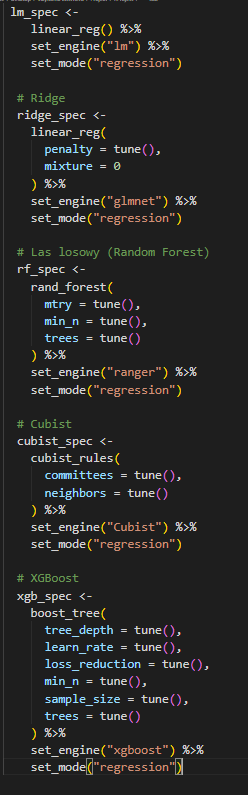 lm_spec <-
linear_reg() %>%
set_engine("lm") %>%
set_mode("regression")
# Ridge
ridge_spec <-
linear_reg(
penalty = tune(),
mixture = 0
) %>%
set_engine("glmnet") %>%
set_mode("regression")
# Las losowy (Random Forest)
rf_spec <-
rand_forest(
mtry = tune(),
min_n = tune(),
trees = tune()
) %>%
set_engine("ranger") %>%
set_mode("regression")
# Cubist
cubist_spec <-
cubist_rules(
committees = tune(),
neighbors = tune()
) %>%
set_engine("Cubist") %>%
set_mode("regression")
# XGBoost
xgb_spec <-
boost_tree(
tree_depth = tune(),
learn_rate = tune(),
loss_reduction = tune(),
min_n = tune(),
sample_size = tune(),
trees = tune()
) %>%
set_engine("xgboost") %>%
set_mode("regression")